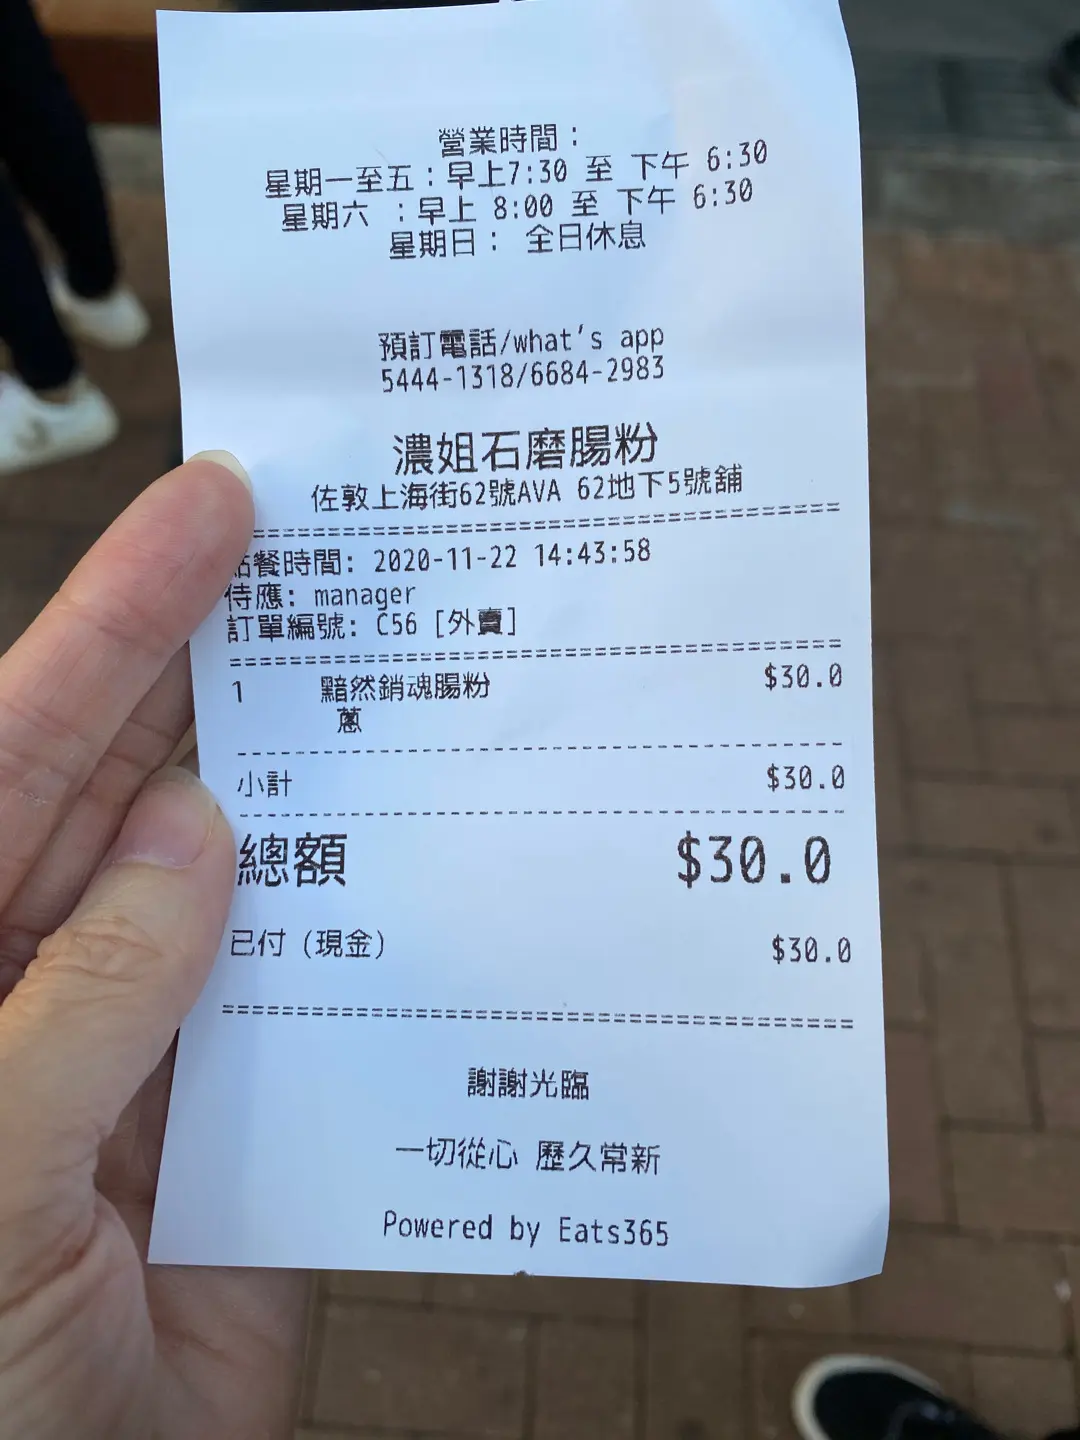 營業時間：
星期一至五：早上7:30 至 下午 6:30
星期六 ：早上 8:00 至 下午 6:30
星期日： 全日休息
預訂電話/what's app
5444-1318/6684-2983
濃姐石磨腸粉
佐敦上海街62號AVA 62地下5號舖
================================
點餐時間: 2020-11-22 14:43:58
侍應: manager
訂單編號: C56 [外賣]
================================
1 黯然銷魂腸粉 $30.0
蔥
--------------------------------
小計 $30.0
--------------------------------
總額 $30.0
已付 (現金) $30.0
================================
謝謝光臨
一切從心 歷久常新
Powered by Eats365